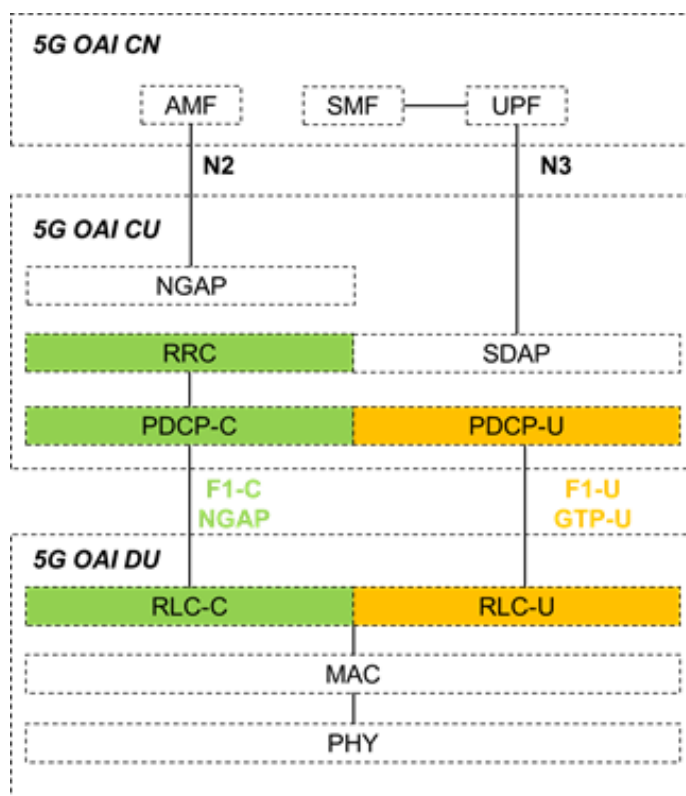 5G OAI CN
AMF
SMF
UPF
N2
N3
5G OAI CU
NGAP
RRC
SDAP
PDCP-C
PDCP-U
F1-C
NGAP
F1-U
GTP-U
5G OAI DU
RLC-C
RLC-U
MAC
PHY